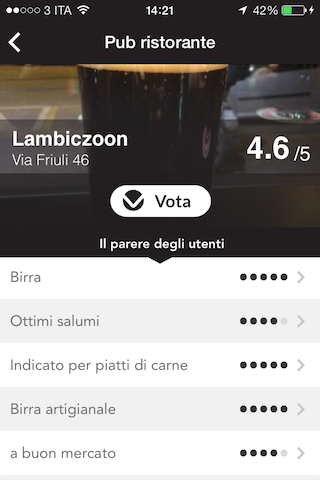 3 ITA 14:21 42%
Pub ristorante
Lambiczoon
Via Friuli 46
4.6 /5
Vota
Il parere degli utenti
Birra
Ottimi salumi
Indicato per piatti di carne
Birra artigianale
a buon mercato